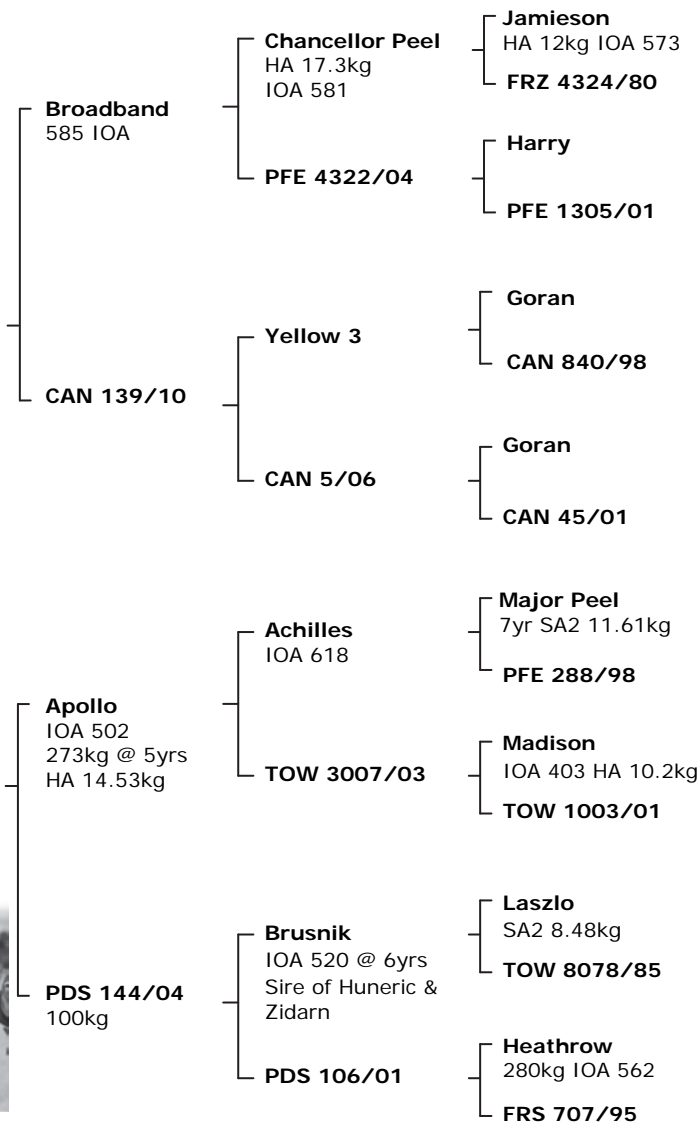 Jamieson
HA 12kg IOA 573
Chancellor Peel
HA 17.3kg
IOA 581
FRZ 4324/80
Broadband
585 IOA
Harry
PFE 4322/04
PFE 1305/01
Goran
Yellow 3
CAN 840/98
CAN 139/10
Goran
CAN 5/06
CAN 45/01
Major Peel
7yr SA2 11.61kg
Achilles
IOA 618
PFE 288/98
Apollo
IOA 502
273kg @ 5yrs
HA 14.53kg
Madison
IOA 403 HA 10.2kg
TOW 3007/03
TOW 1003/01
Laszlo
SA2 8.48kg
Brusnik
IOA 520 @ 6yrs
Sire of Huneric &
Zidarn
TOW 8078/85
PDS 144/04
100kg
Heathrow
280kg IOA 562
PDS 106/01
FRS 707/95